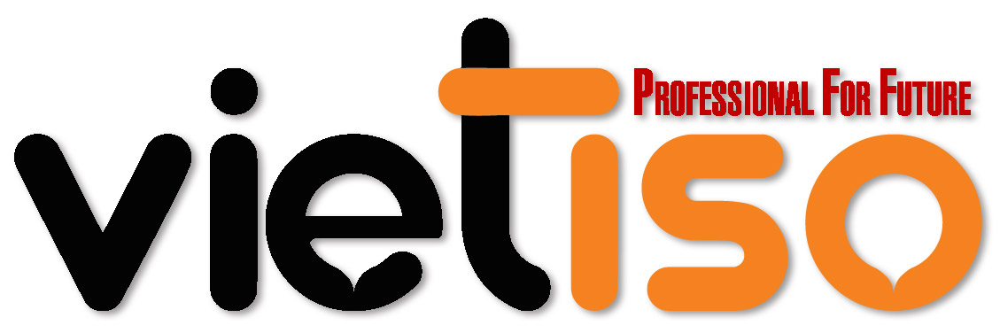 vietiso
PROFESSIONAL FOR FUTURE